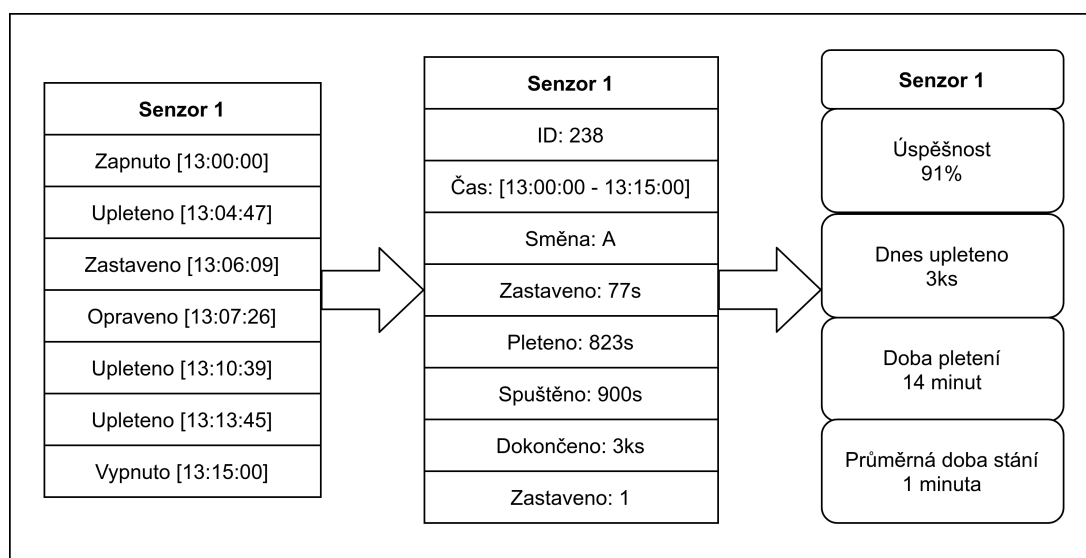 Senzor 1
Zapnuto [13:00:00]
Upleteno [13:04:47]
Zastaveno [13:06:09]
Opraveno [13:07:26]
Upleteno [13:10:39]
Upleteno [13:13:45]
Vypnuto [13:15:00]
Senzor 1
ID: 238
Čas: [13:00:00 - 13:15:00]
Směna: A
Zastaveno: 77s
Pleteno: 823s
Spuštěno: 900s
Dokončeno: 3ks
Zastaveno: 1
Senzor 1
Úspěšnost
91%
Dnes upleteno
3ks
Doba pletení
14 minut
Průměrná doba stání
1 minuta